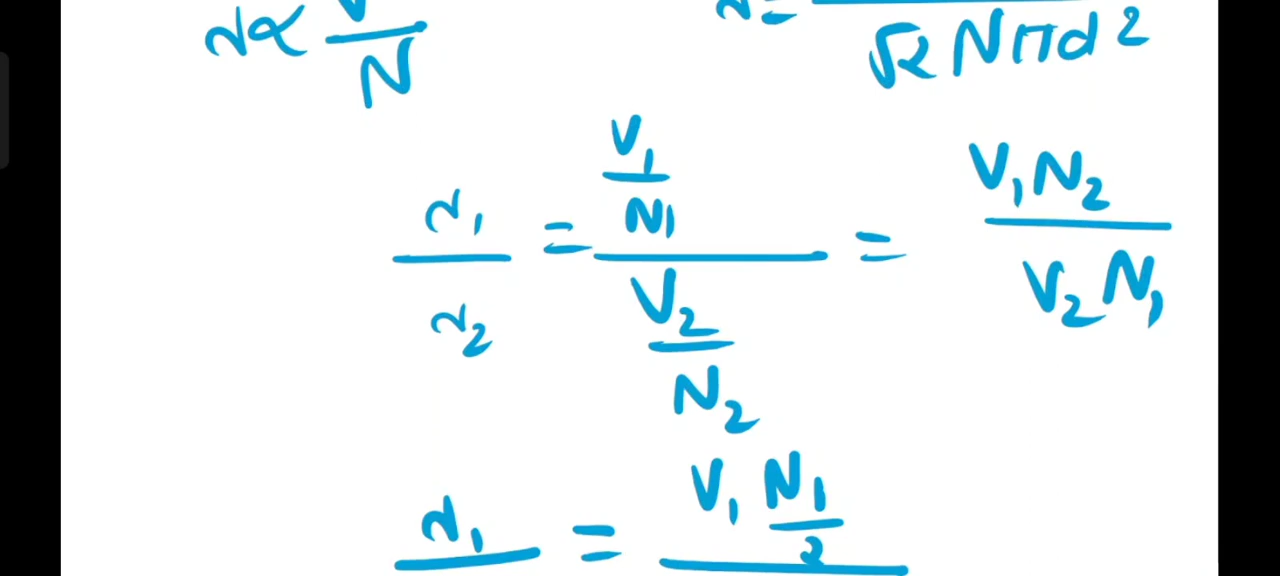 λ ∝ V/N
λ = /√2 Nπd²
λ₁/λ₂ = (V₁/N₁)/(V₂/N₂) = V₁N₂/V₂N₁
λ₁/ = V₁ N₁/2 /